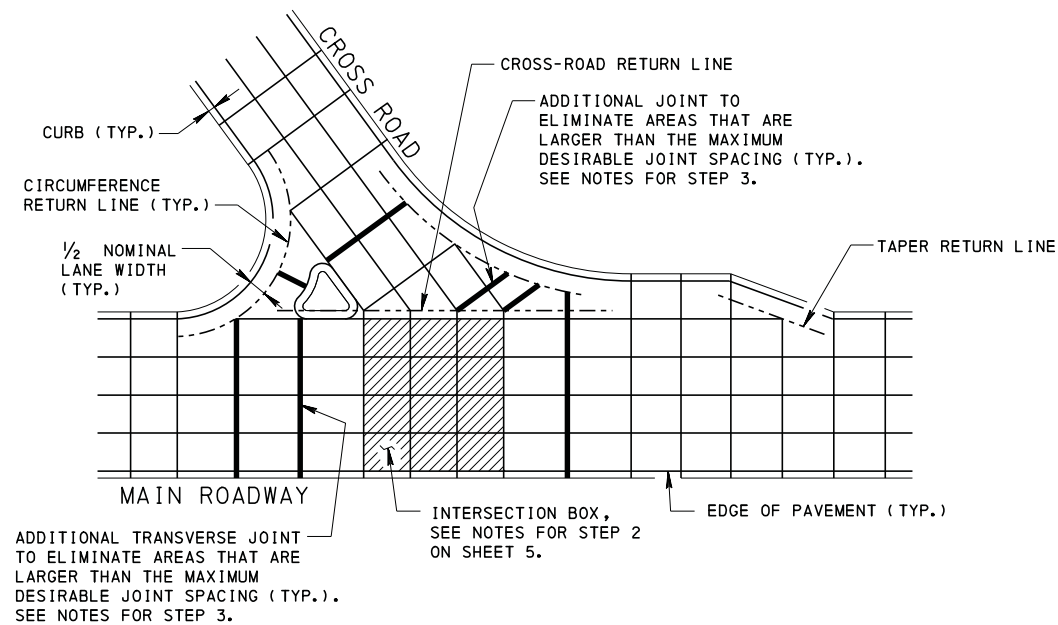 CROSS ROAD
CROSS-ROAD RETURN LINE
ADDITIONAL JOINT TO
ELIMINATE AREAS THAT ARE
LARGER THAN THE MAXIMUM
DESIRABLE JOINT SPACING (TYP.).
SEE NOTES FOR STEP 3.
CURB (TYP.)
CIRCUMFERENCE
RETURN LINE (TYP.)
½ NOMINAL
LANE WIDTH
(TYP.)
TAPER RETURN LINE
MAIN ROADWAY
INTERSECTION BOX,
SEE NOTES FOR STEP 2
ON SHEET 5.
EDGE OF PAVEMENT (TYP.)
ADDITIONAL TRANSVERSE JOINT
TO ELIMINATE AREAS THAT ARE
LARGER THAN THE MAXIMUM
DESIRABLE JOINT SPACING (TYP.).
SEE NOTES FOR STEP 3.